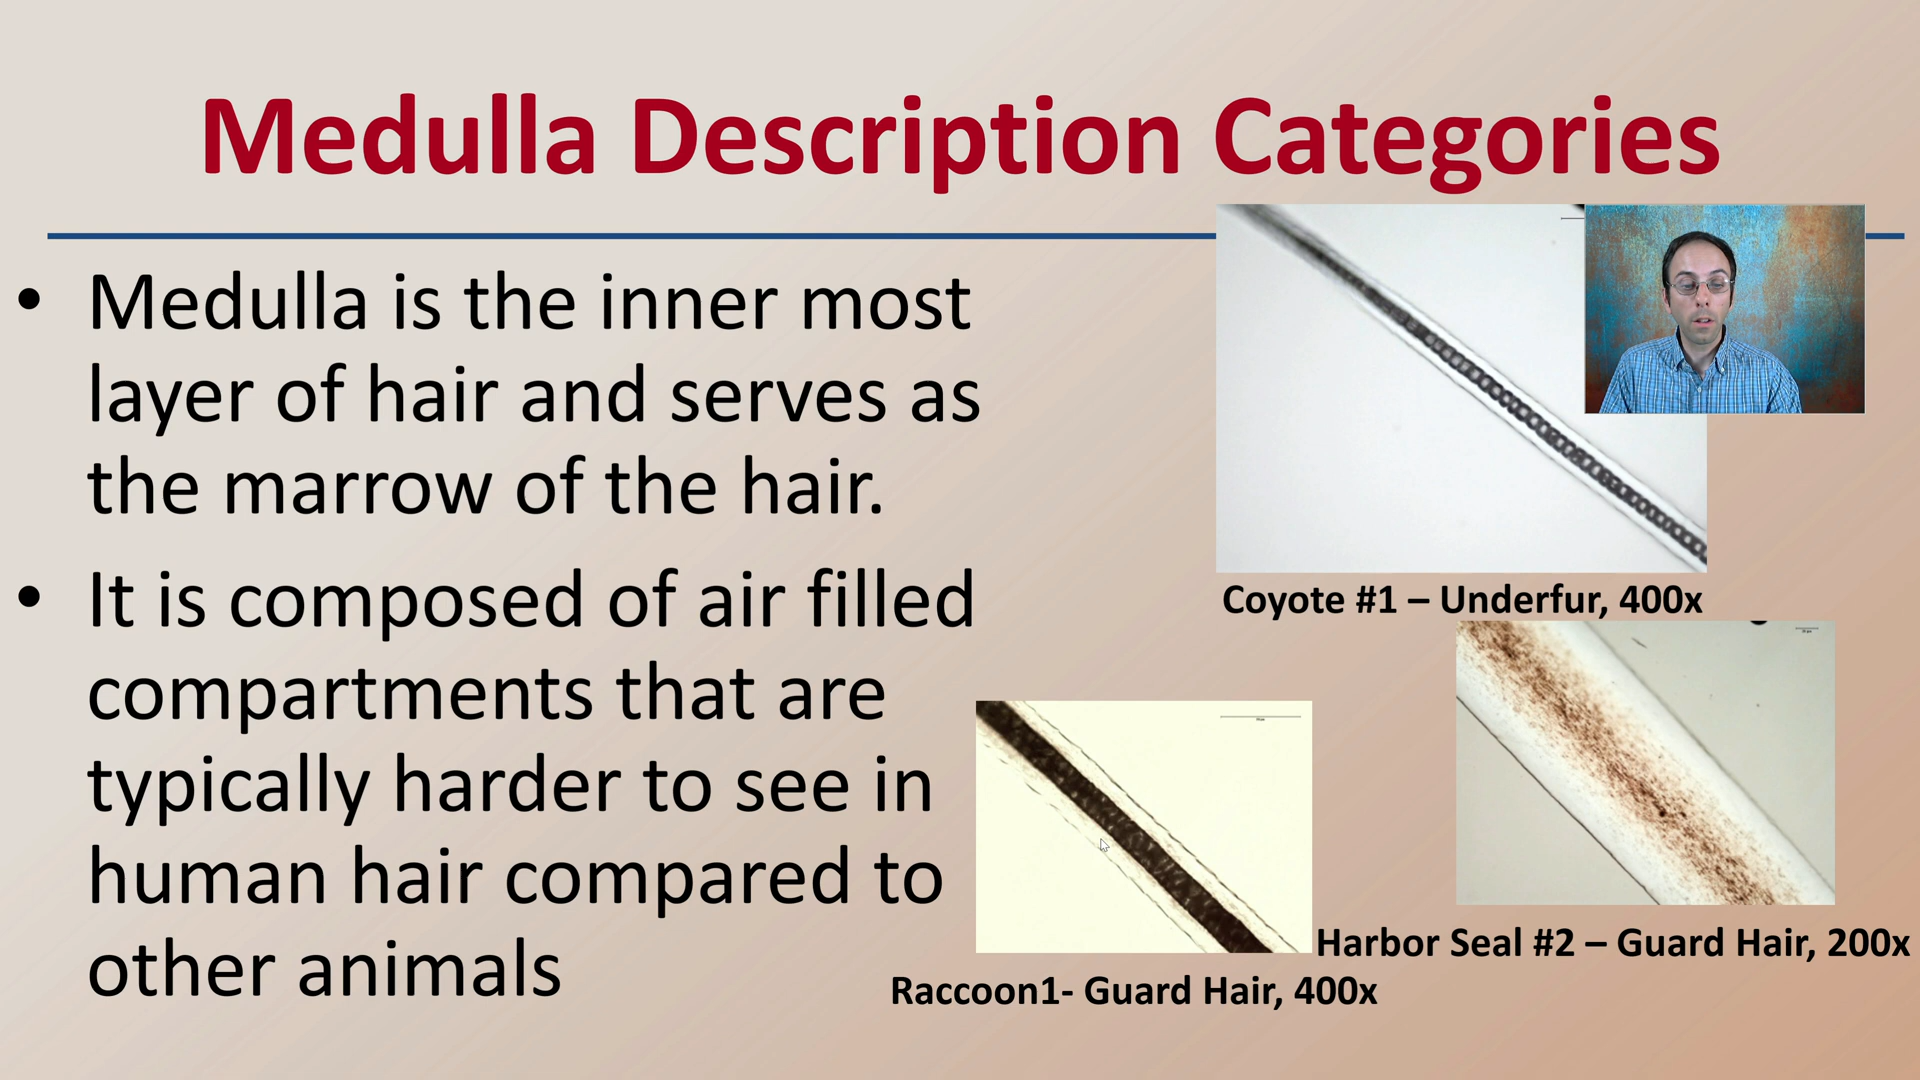 Medulla Description Categories
• Medulla is the inner most
layer of hair and serves as
the marrow of the hair.
• It is composed of air filled
compartments that are
typically harder to see in
human hair compared to
other animals
Coyote #1 – Underfur, 400x
Harbor Seal #2 – Guard Hair, 200x
Raccoon1- Guard Hair, 400x